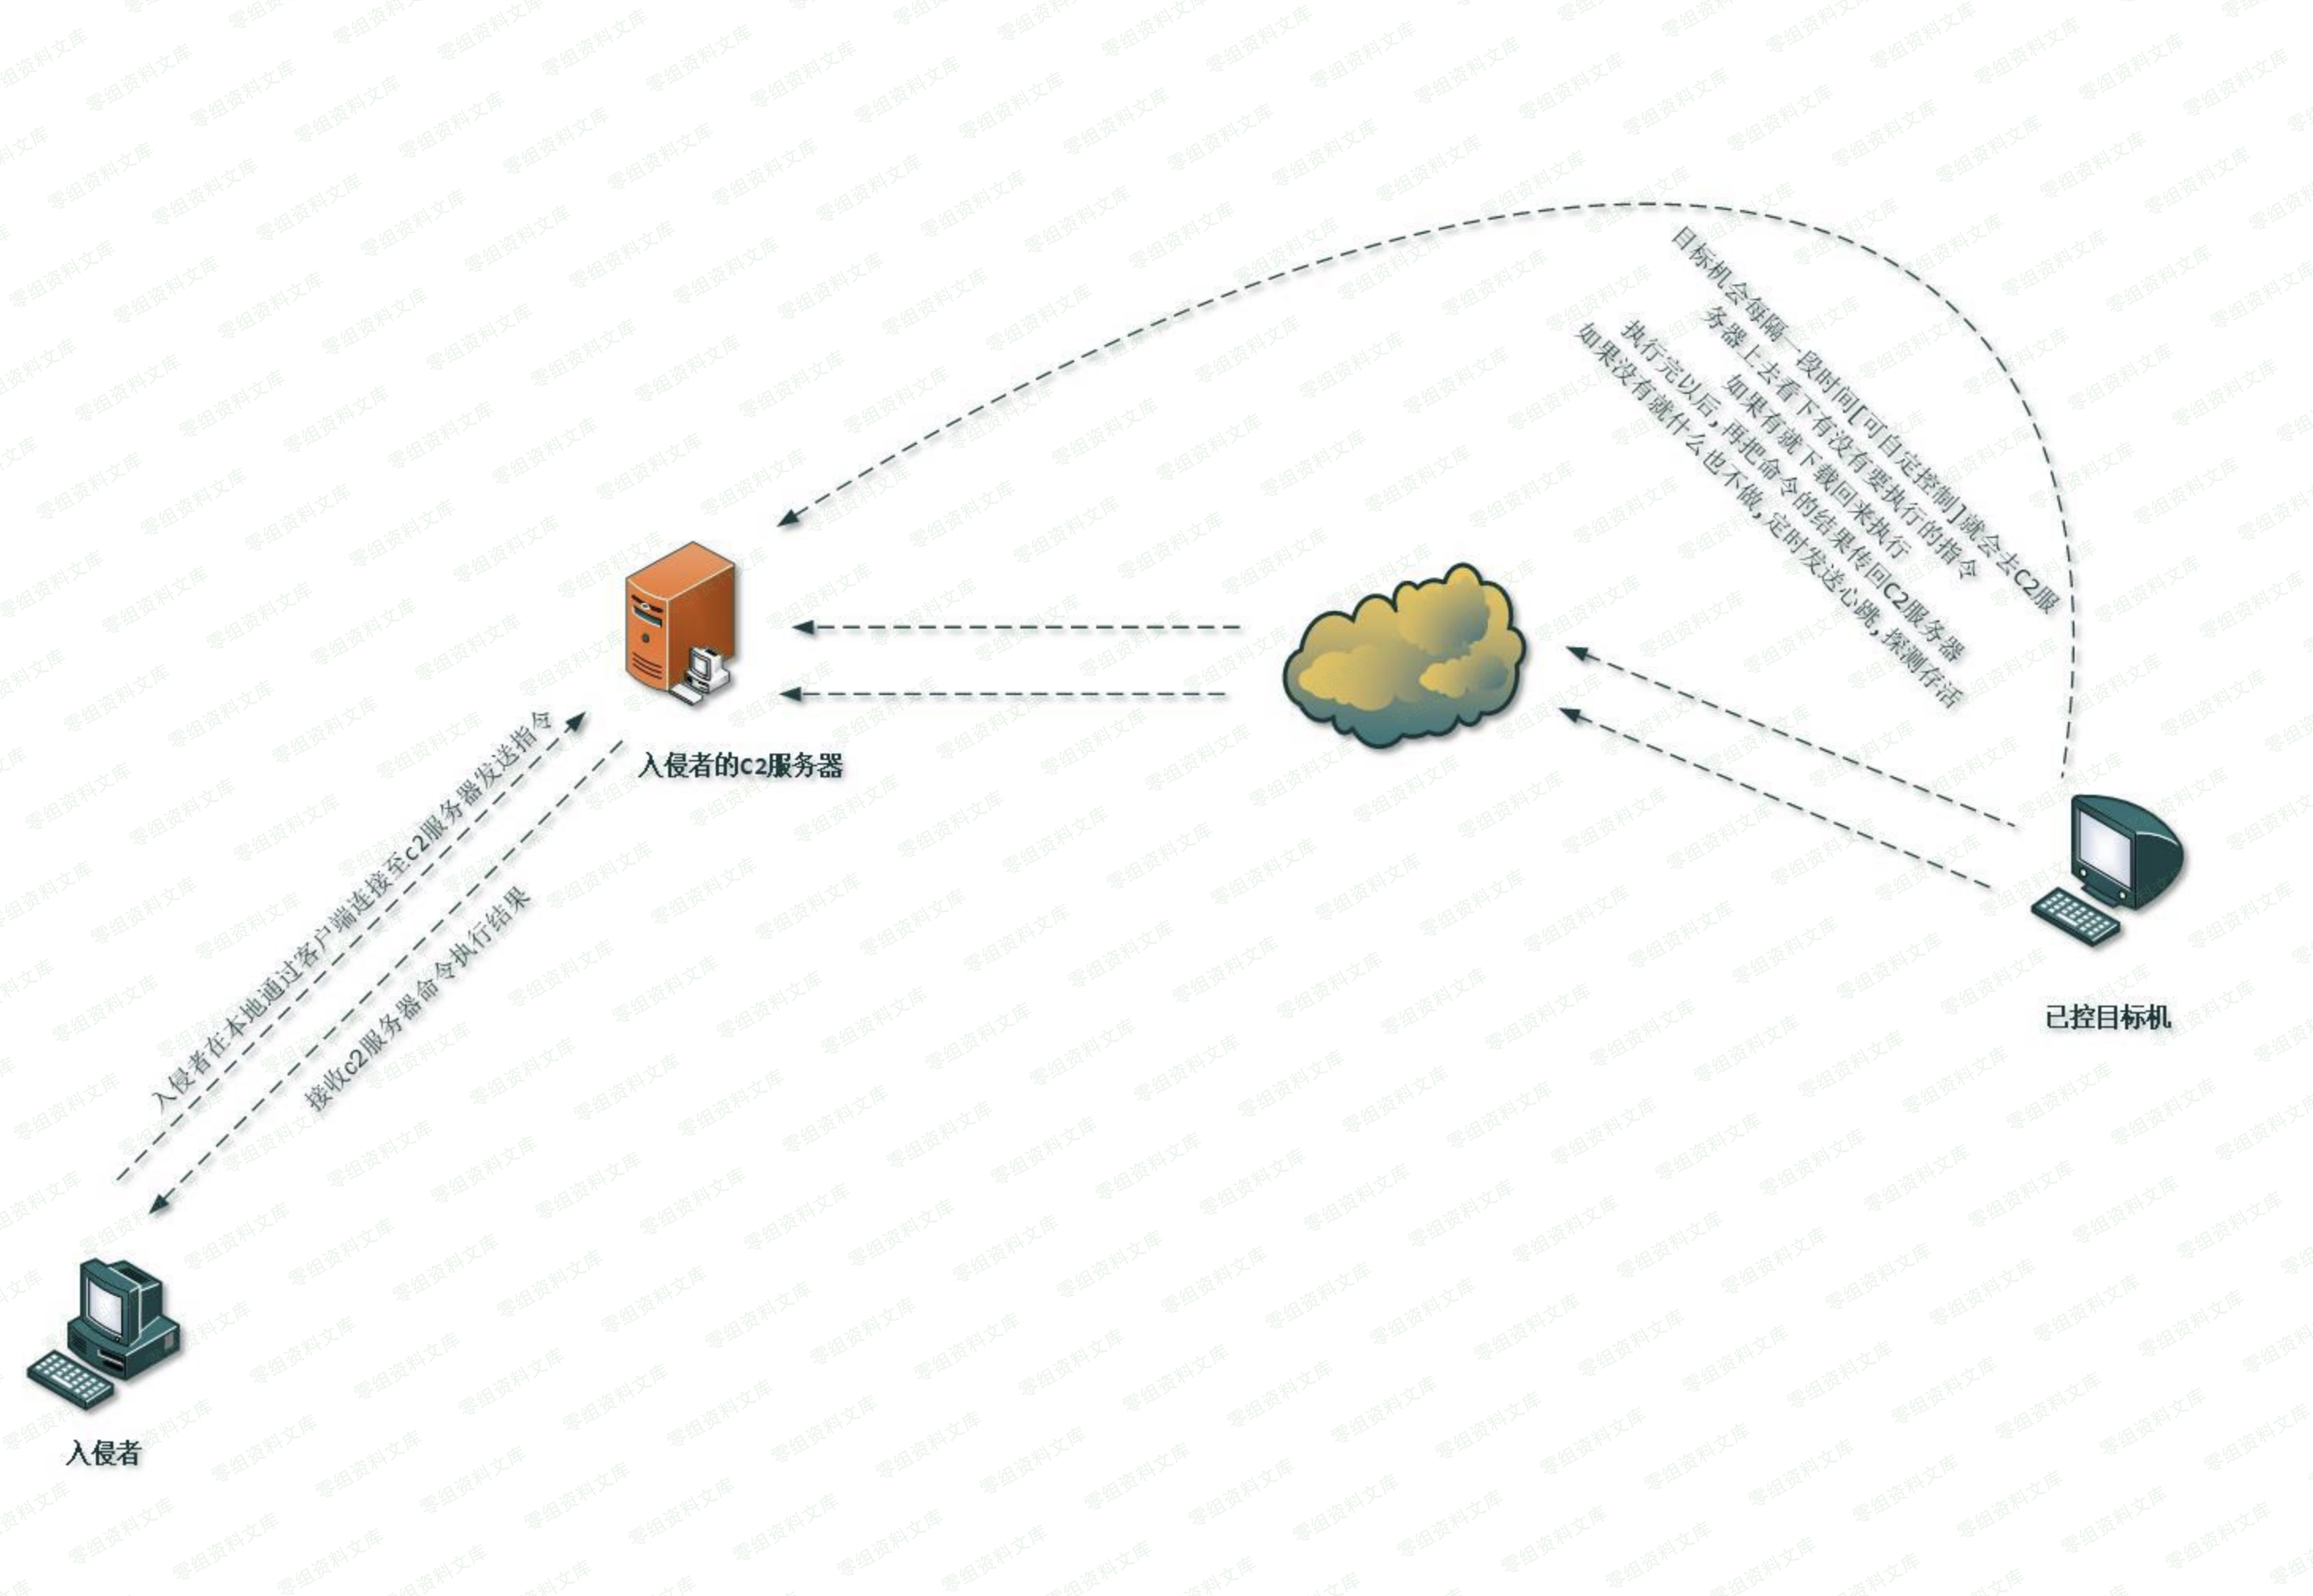 目标机会每隔一段时间[可自定控制]就会去C2服
务器上去看下有没有要执行的指令
如果有就下载回来执行
执行完以后,再把命令的结果传回C2服务器
如果没有就什么也不做,定时发送心跳,探测存活
入侵者的C2服务器
入侵者在本地通过客户端连接至c2服务器发送指令
接收c2服务器命令执行结果
已控目标机
入侵者
零组资料文库